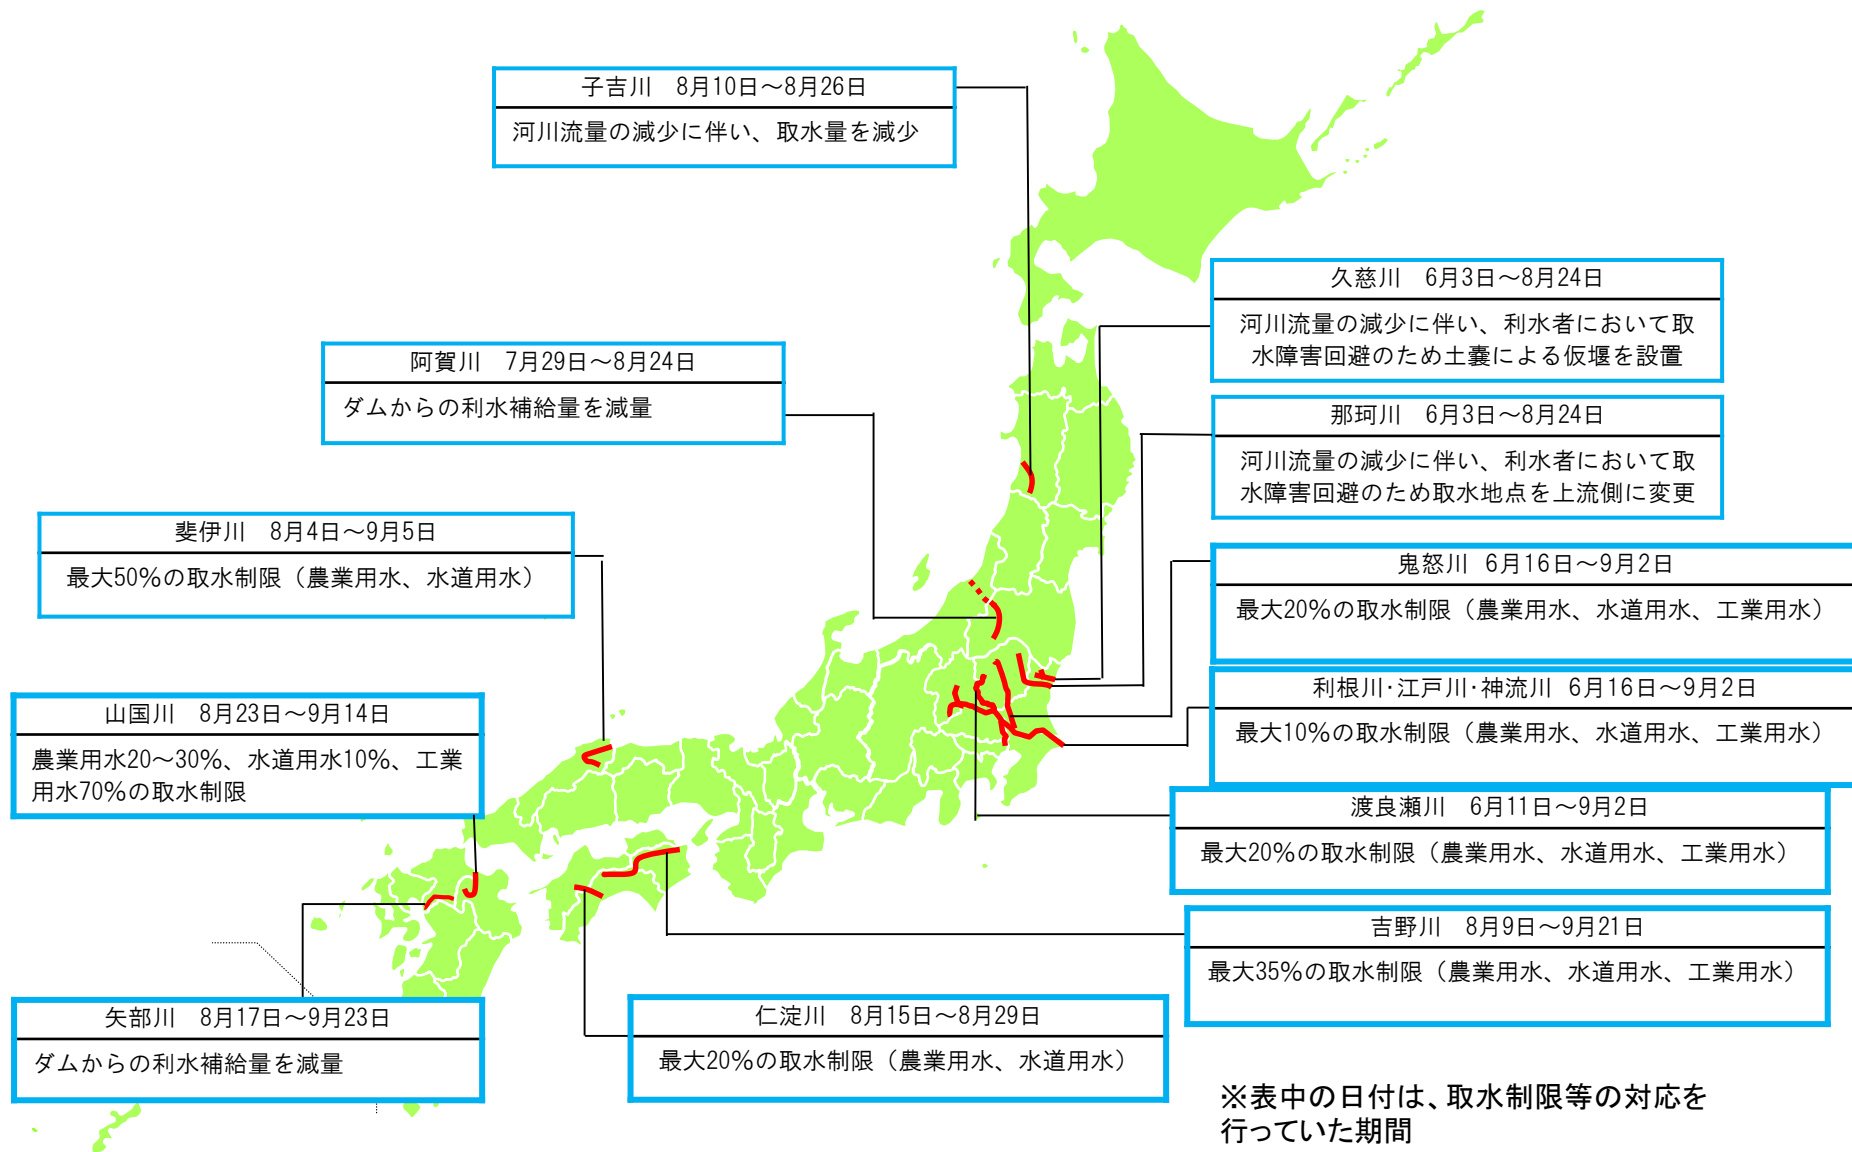 子吉川　8月10日～8月26日
河川流量の減少に伴い、取水量を減少
久慈川　6月3日～8月24日
河川流量の減少に伴い、利水者において取
水障害回避のため土嚢による仮堰を設置
阿賀川　7月29日～8月24日
ダムからの利水補給量を減量
那珂川　6月3日～8月24日
河川流量の減少に伴い、利水者において取
水障害回避のため取水地点を上流側に変更
斐伊川　8月4日～9月5日
最大50%の取水制限（農業用水、水道用水）
鬼怒川 6月16日～9月2日
最大20%の取水制限（農業用水、水道用水、工業用水）
利根川･江戸川･神流川 6月16日～9月2日
最大10%の取水制限（農業用水、水道用水、工業用水）
山国川　8月23日～9月14日
農業用水20～30%、水道用水10%、工業
用水70%の取水制限
渡良瀬川　6月11日～9月2日
最大20%の取水制限（農業用水、水道用水、工業用水）
吉野川　8月9日～9月21日
最大35%の取水制限（農業用水、水道用水、工業用水）
矢部川　8月17日～9月23日
ダムからの利水補給量を減量
仁淀川　8月15日～8月29日
最大20%の取水制限（農業用水、水道用水）
※表中の日付は、取水制限等の対応を
行っていた期間